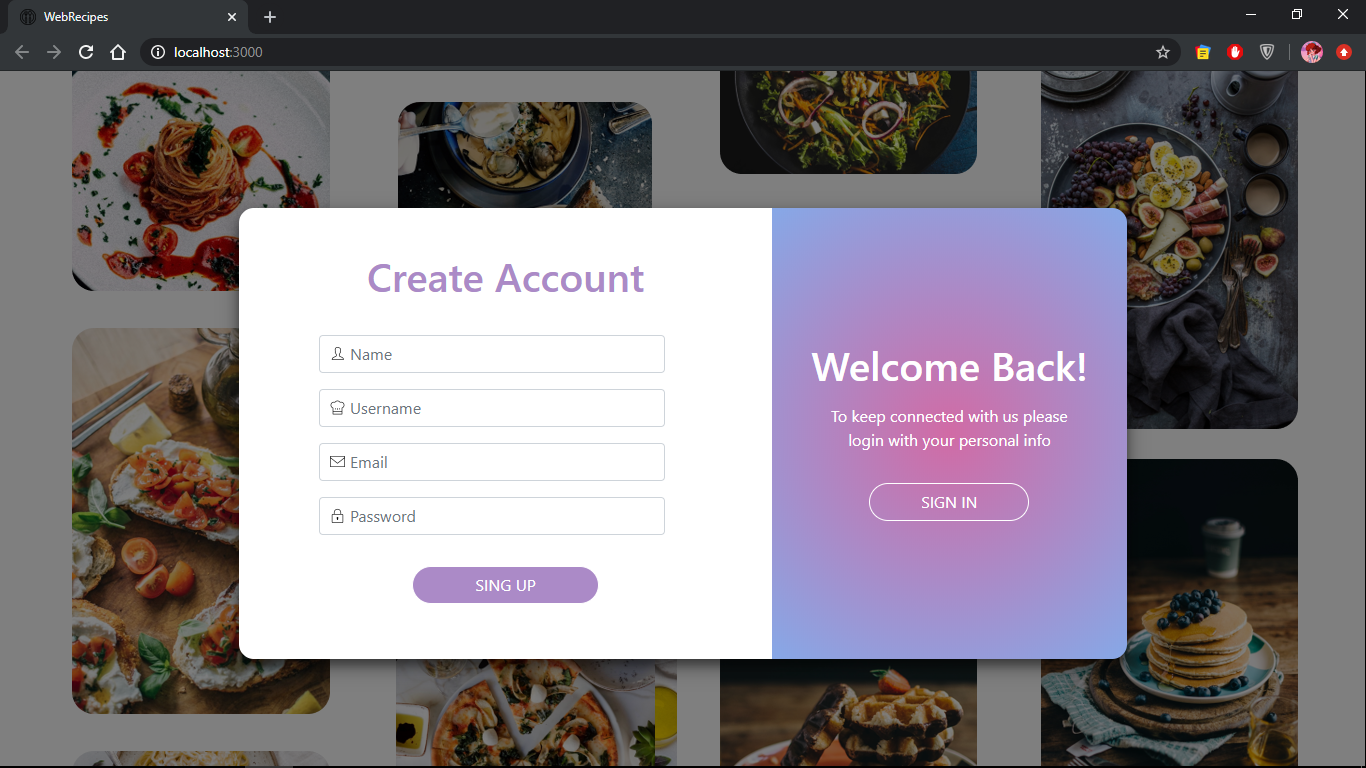 WebRecipes
localhost:3000
Create Account
Name
Username
Email
Password
SING UP
Welcome Back!
To keep connected with us please
login with your personal info
SIGN IN